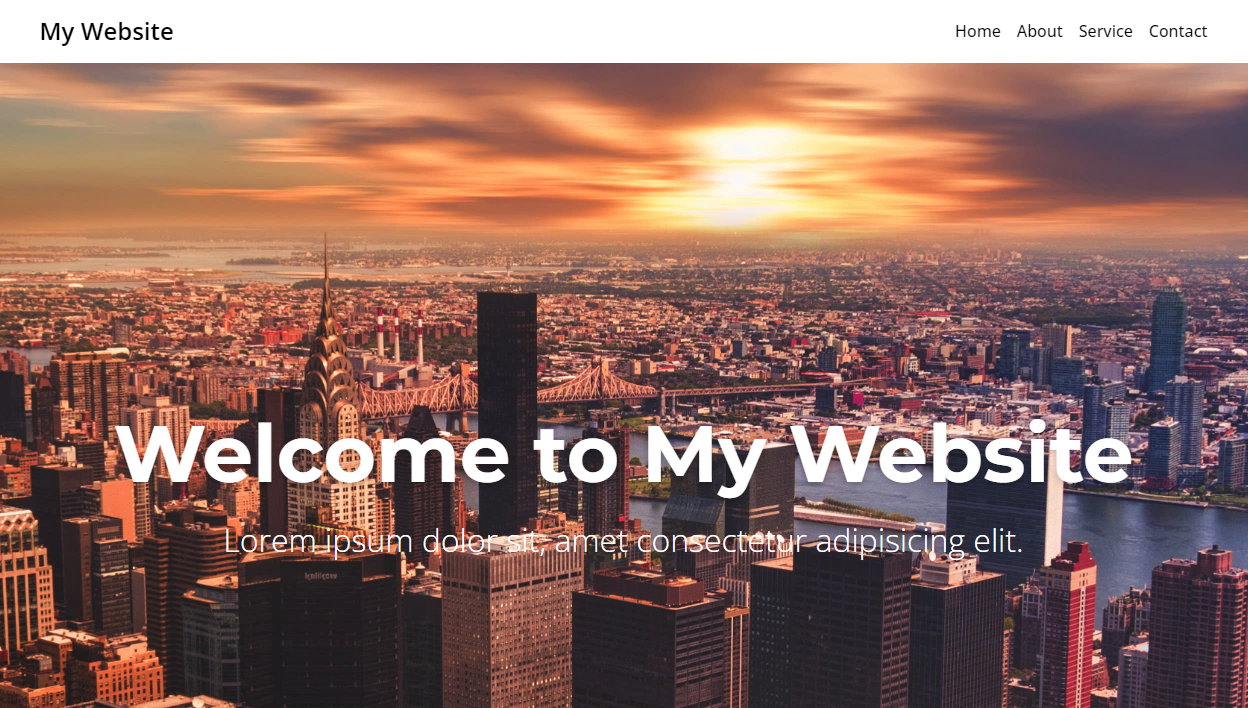 My Website
Home About Service Contact
Welcome to My Website
Lorem ipsum dolor sit, amet consectetur adipisicing elit.